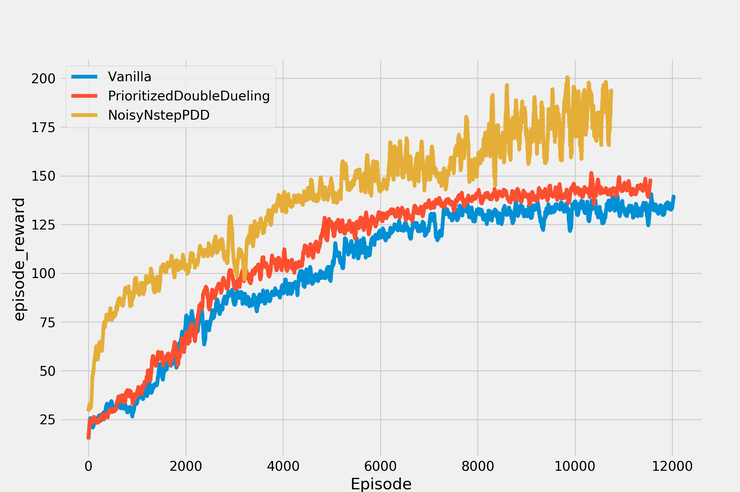 Vanilla
PrioritizedDoubleDueling
NoisyNstepPDD
episode_reward
200
175
150
125
100
75
50
25
0 2000 4000 6000 8000 10000 12000
Episode